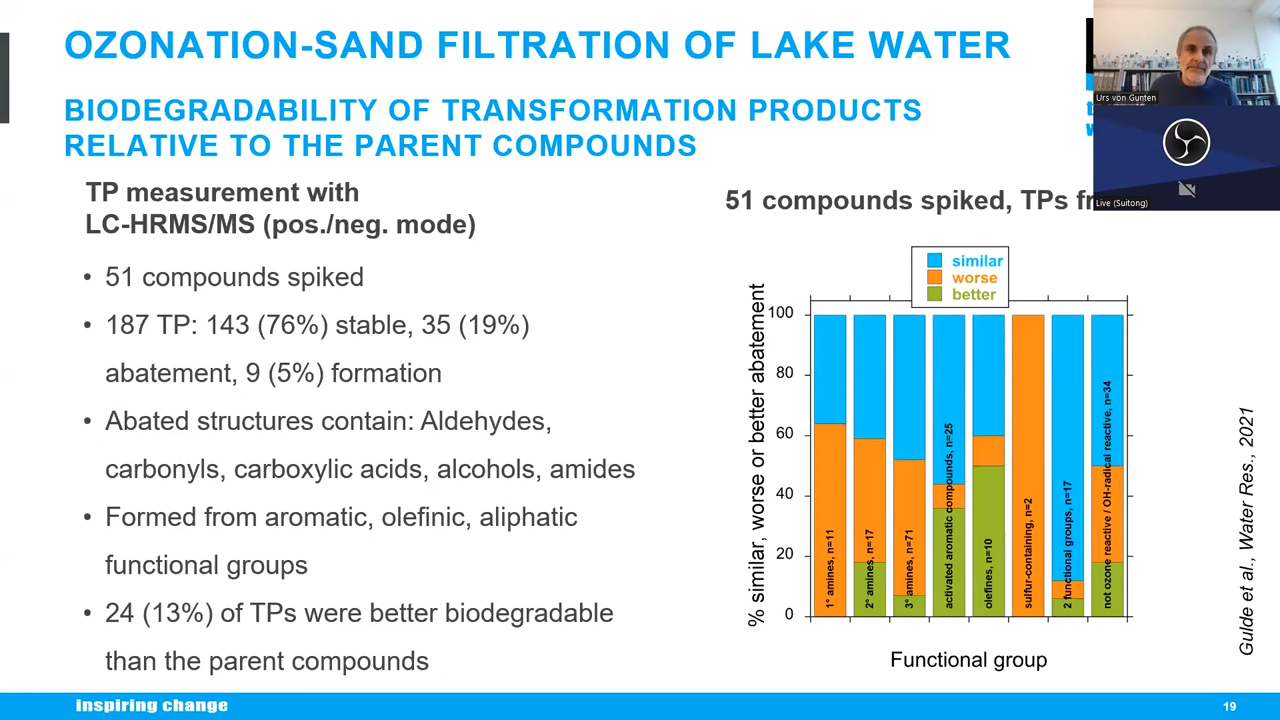 OZONATION-SAND FILTRATION OF LAKE WATER
BIODEGRADABILITY OF TRANSFORMATION PRODUCTS
RELATIVE TO THE PARENT COMPOUNDS
Urs von Gunten
Live (Suitong)
TP measurement with
LC-HRMS/MS (pos./neg. mode)
• 51 compounds spiked
• 187 TP: 143 (76%) stable, 35 (19%)
abatement, 9 (5%) formation
• Abated structures contain: Aldehydes,
carbonyls, carboxylic acids, alcohols, amides
• Formed from aromatic, olefinic, aliphatic
functional groups
• 24 (13%) of TPs were better biodegradable
than the parent compounds
51 compounds spiked, TPs
similar
worse
better
% similar, worse or better abatement
100
80
60
40
20
0
1° amines, n=11
2° amines, n=17
3° amines, n=71
activated aromatic compounds, n=25
olefines, n=10
sulfur-containing, n=2
2 functional groups, n=17
not ozone reactive / OH-radical reactive, n=34
Functional group
Gulde et al., Water Res., 2021
inspiring change
19